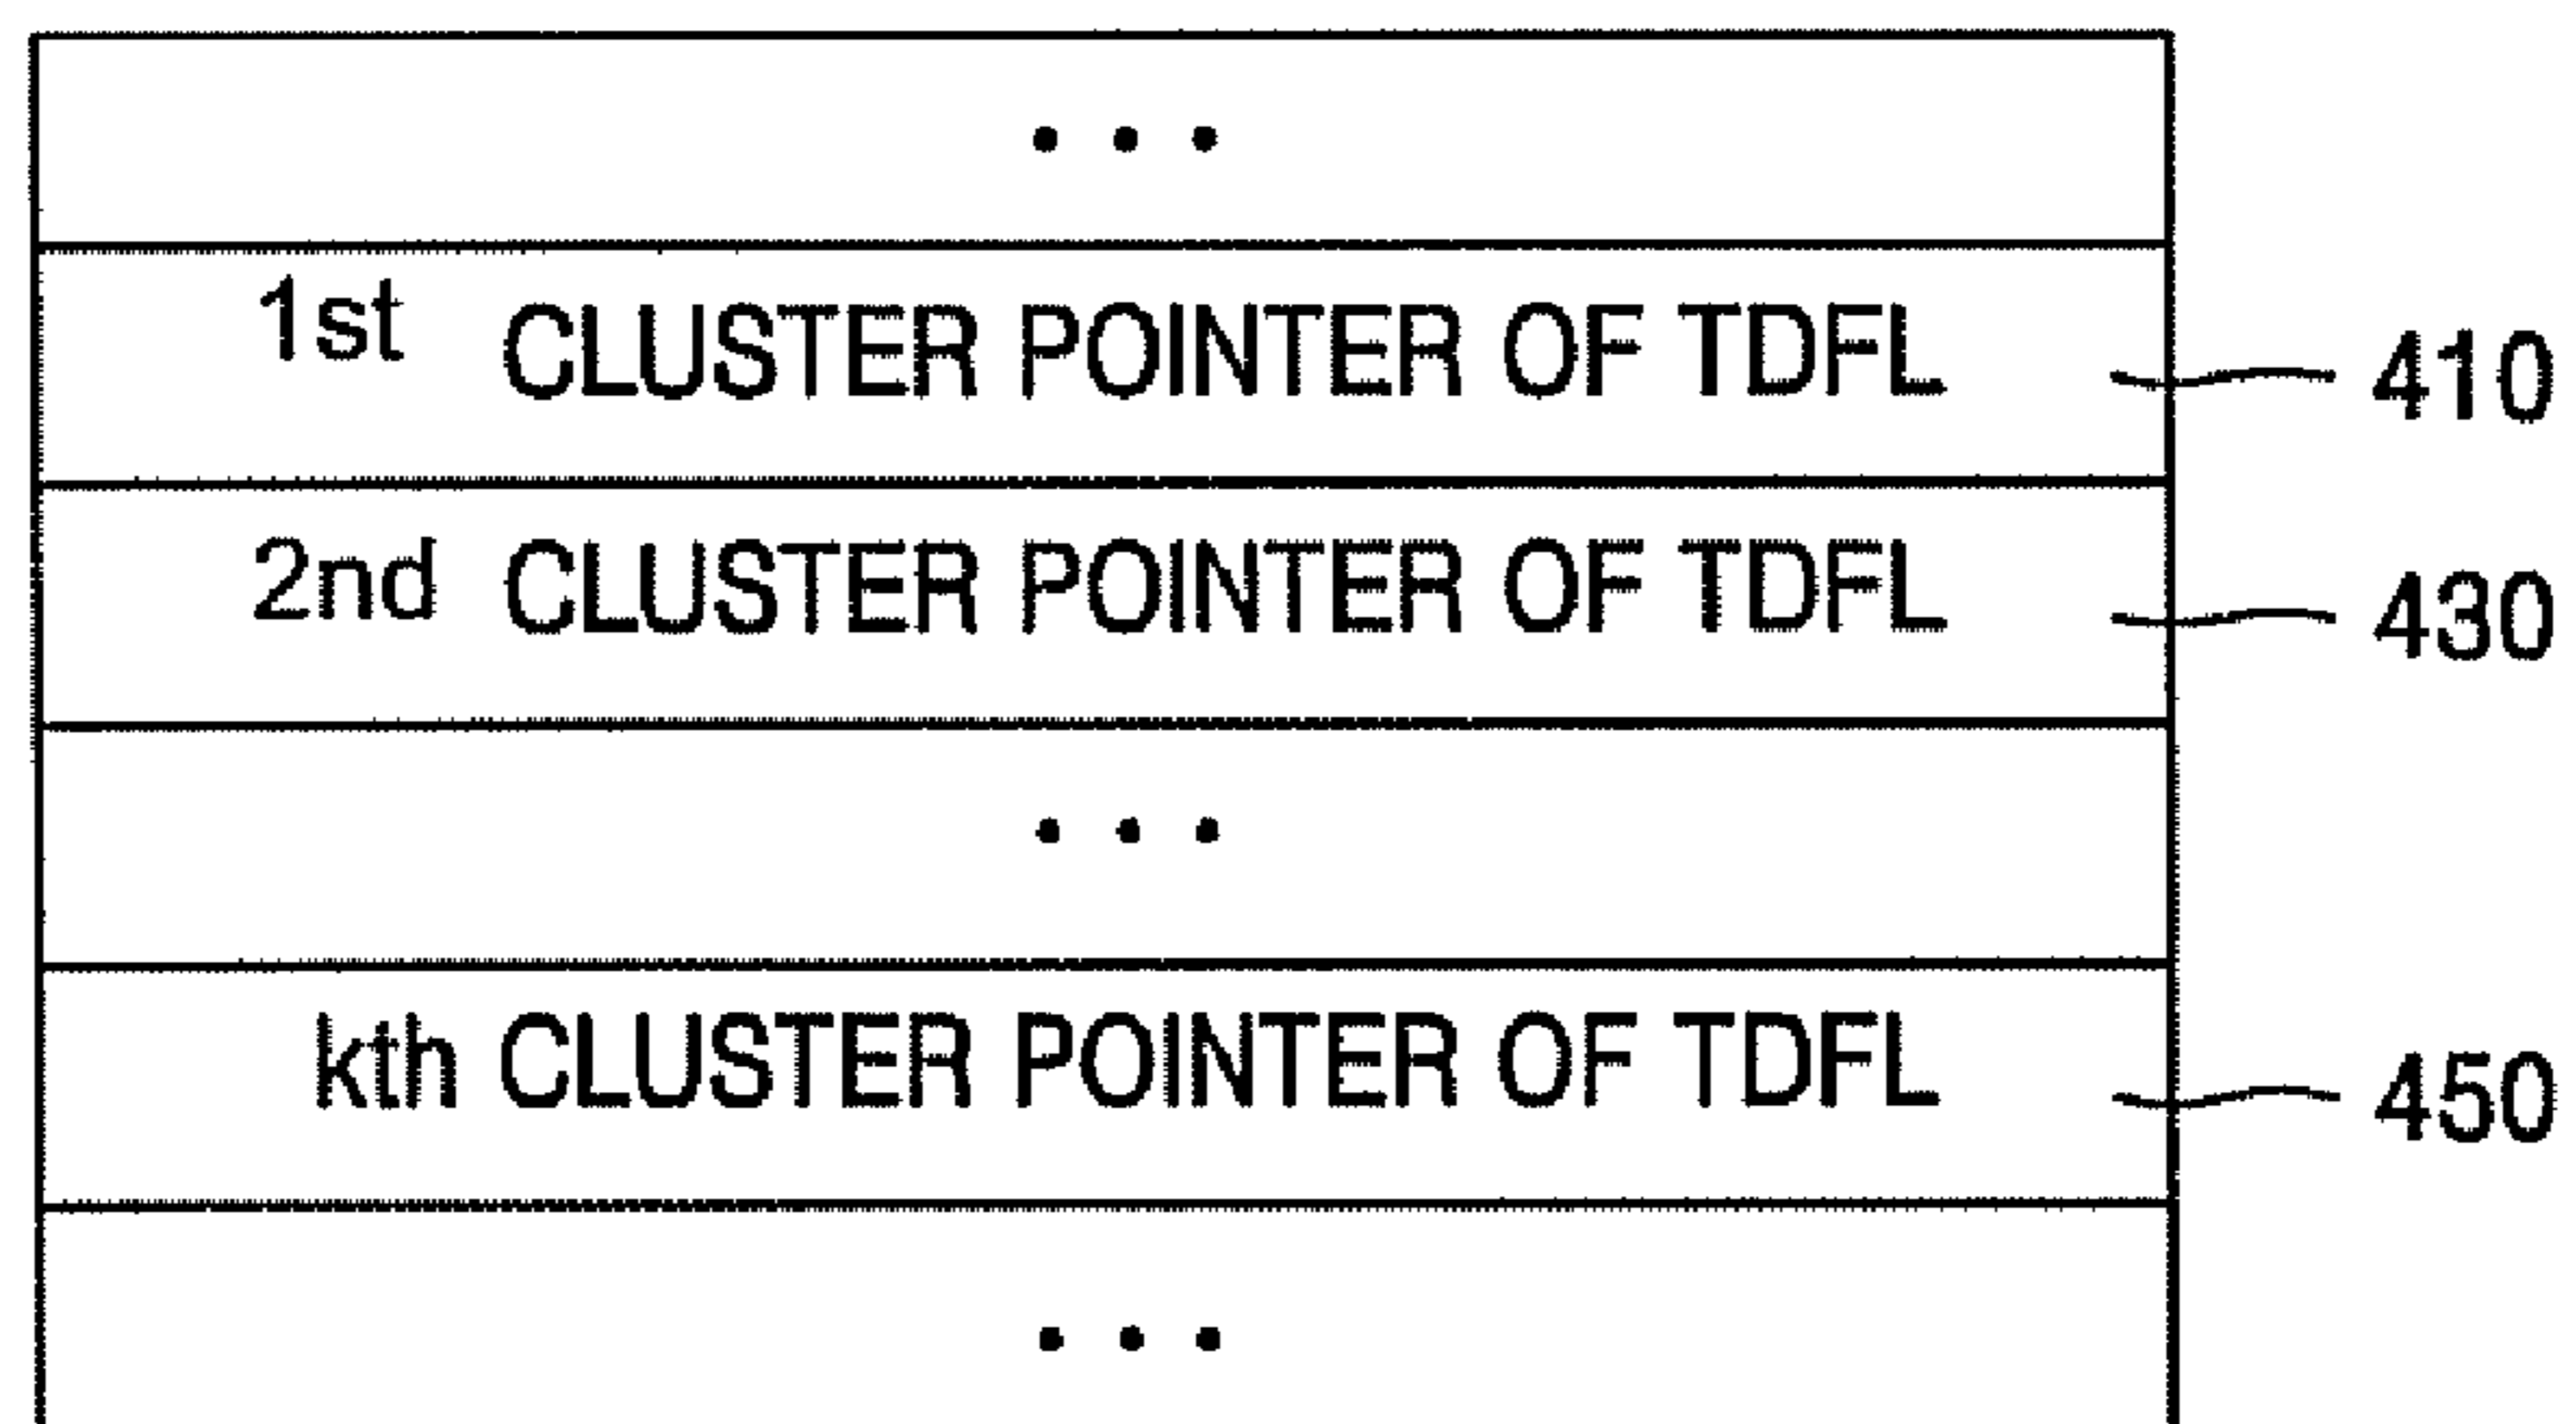 • • •
1st CLUSTER POINTER OF TDFL 410
2nd CLUSTER POINTER OF TDFL 430
• • •
kth CLUSTER POINTER OF TDFL 450
• • •